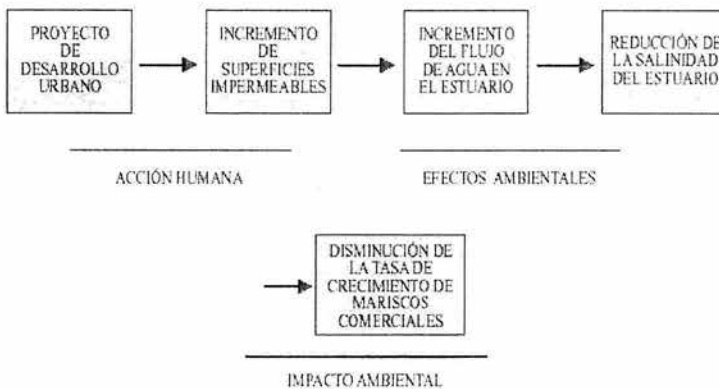 PROYECTO
DE
DESARROLLO
URBANO
INCREMENTO
DE
SUPERFICIES
IMPERMEABLES
INCREMENTO
DEL FLUJO
DE AGUA EN
EL ESTUARIO
REDUCCIÓN DE
LA SALINIDAD
DEL ESTUARIO
ACCIÓN HUMANA
EFECTOS AMBIENTALES
DISMINUCIÓN DE
LA TASA DE
CRECIMIENTO DE
MARISCOS
COMERCIALES
IMPACTO AMBIENTAL